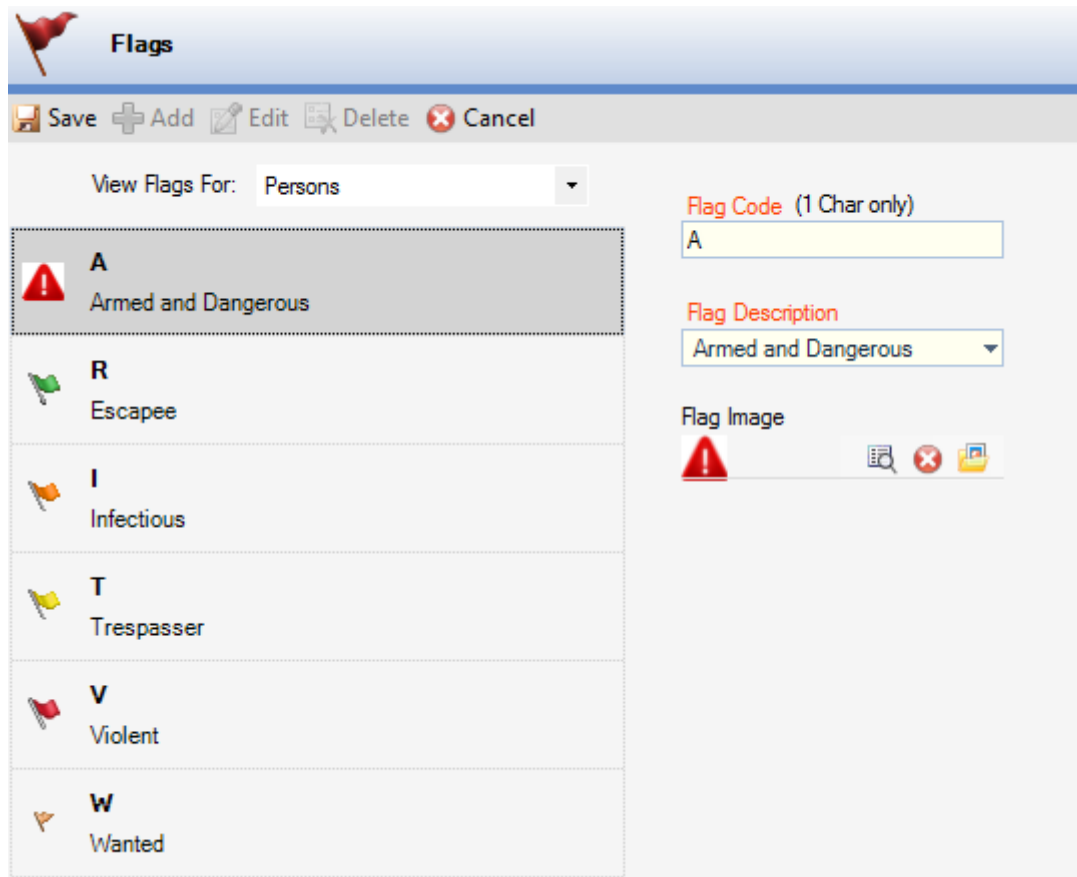 Flags
Save Add Edit Delete Cancel
View Flags For: Persons
A
Armed and Dangerous
R
Escapee
I
Infectious
T
Trespasser
V
Violent
W
Wanted
Flag Code (1 Char only)
A
Flag Description
Armed and Dangerous
Flag Image